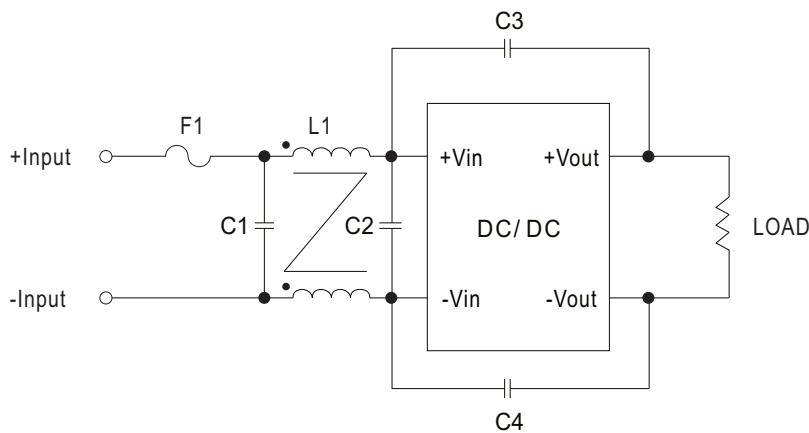 C3
F1
L1
+Input
+Vin
+Vout
C1
C2
DC/DC
LOAD
-Input
-Vin
-Vout
C4